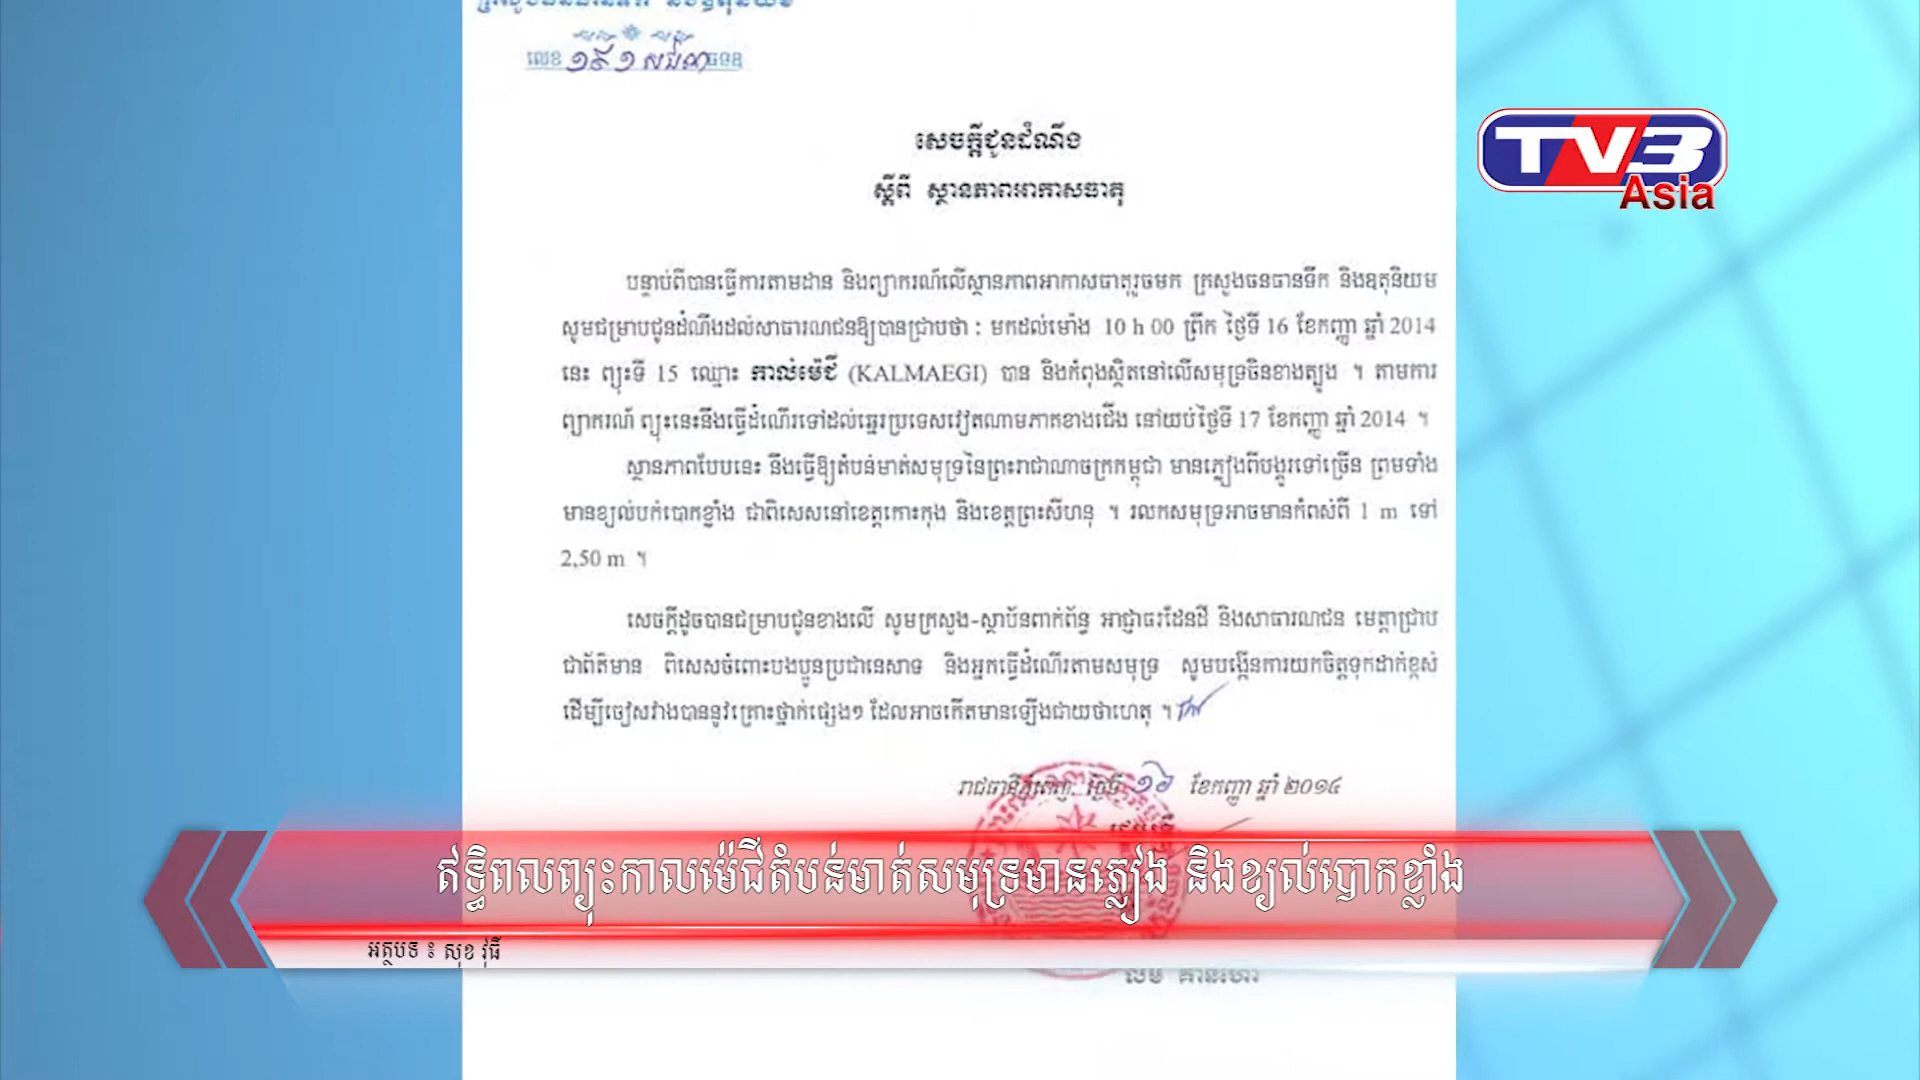 លេខ ១៩១ សជណ ធទឧ
TV3
Asia
សេចក្តីជូនដំណឹង
ស្តីពី ស្ថានភាពអាកាសធាតុ
បន្ទាប់ពីបានធ្វើការតាមដាន និងព្យាករណ៍លើស្ថានភាពអាកាសធាតុរួចមក ក្រសួងធនធានទឹក និងឧតុនិយម
សូមជម្រាបជូនដំណឹងដល់សាធារណជនឱ្យបានជ្រាបថា : មកដល់ម៉ោង 10 h 00 ព្រឹក ថ្ងៃទី 16 ខែកញ្ញា ឆ្នាំ 2014
នេះ ព្យុះទី 15 ឈ្មោះ កាល់ម៉េជី (KALMAEGI) បាន និងកំពុងស្ថិតនៅលើសមុទ្រចិនខាងត្បូង ។ តាមការ
ព្យាករណ៍ ព្យុះនេះនឹងធ្វើដំណើរទៅដល់ឆ្នេរប្រទេសវៀតណាមភាគខាងជើង នៅយប់ថ្ងៃទី 17 ខែកញ្ញា ឆ្នាំ 2014 ។
ស្ថានភាពបែបនេះ នឹងធ្វើឱ្យតំបន់មាត់សមុទ្រនៃព្រះរាជាណាចក្រកម្ពុជា មានភ្លៀងពីបង្គួរទៅច្រើន ព្រមទាំង
មានខ្យល់បក់បោកខ្លាំង ជាពិសេសនៅខេត្តកោះកុង និងខេត្តព្រះសីហនុ ។ រលកសមុទ្រអាចមានកំពស់ពី 1 m ទៅ
2,50 m ។
សេចក្តីដូចបានជម្រាបជូនខាងលើ សូមក្រសួង-ស្ថាប័នពាក់ព័ន្ធ អាជ្ញាធរដែនដី និងសាធារណជន មេត្តាជ្រាប
ជាព័ត៌មាន ពិសេសចំពោះបងប្អូនប្រជានេសាទ និងអ្នកធ្វើដំណើរតាមសមុទ្រ សូមបង្កើនការយកចិត្តទុកដាក់ខ្ពស់
ដើម្បីចៀសវាងបាននូវគ្រោះថ្នាក់ផ្សេងៗ ដែលអាចកើតមានឡើងជាយថាហេតុ ។
រាជធានីភ្នំពេញ, ថ្ងៃទី ១៦ ខែកញ្ញា ឆ្នាំ ២០១៤
ឥទ្ធិពលព្យុះកាលម៉េជីតំបន់មាត់សមុទ្រមានភ្លៀង និងខ្យល់បោកខ្លាំង
អត្ថបទ ៖ សុខ វុធី